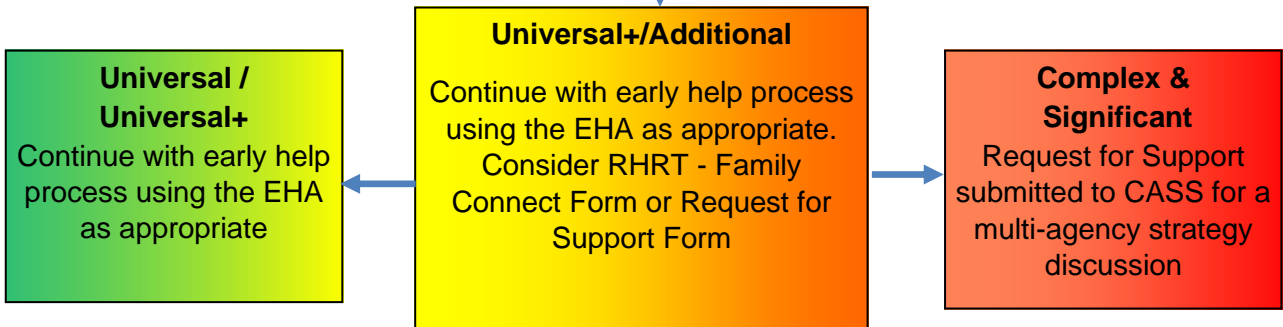 Universal /
Universal+
Continue with early help
process using the EHA
as appropriate
Universal+/Additional
Continue with early help process
using the EHA as appropriate.
Consider RHRT - Family
Connect Form or Request for
Support Form
Complex &
Significant
Request for Support
submitted to CASS for a
multi-agency strategy
discussion